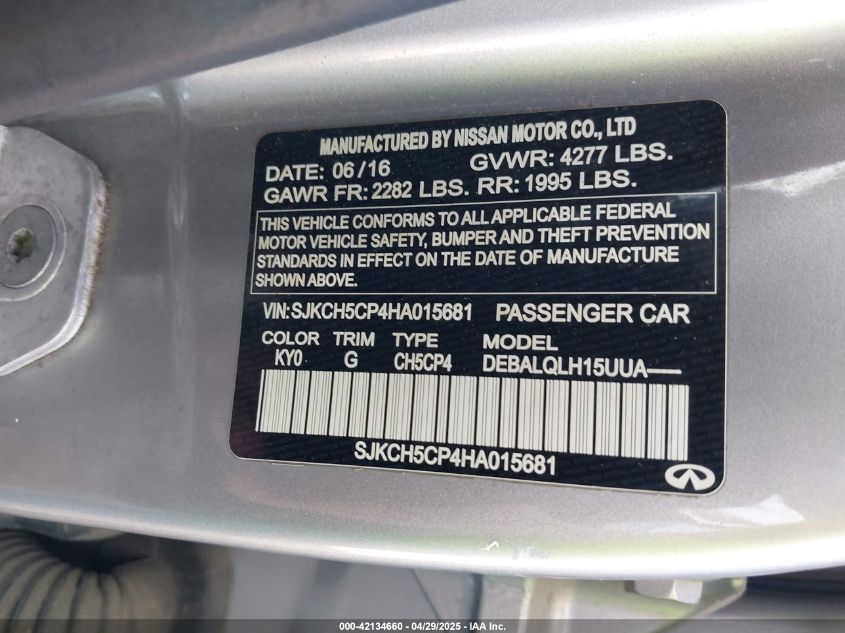 MANUFACTURED BY NISSAN MOTOR CO., LTD
DATE: 06/16 GVWR: 4277 LBS.
GAWR FR: 2282 LBS. RR: 1995 LBS.
THIS VEHICLE CONFORMS TO ALL APPLICABLE FEDERAL
MOTOR VEHICLE SAFETY, BUMPER AND THEFT PREVENTION
STANDARDS IN EFFECT ON THE DATE OF MANUFACTURE
SHOWN ABOVE.
VIN:SJKCH5CP4HA015681 PASSENGER CAR
COLOR TRIM TYPE MODEL
KY0 G CH5CP4 DEBALQLH15UUA—
SJKCH5CP4HA015681
000-42134660 - 04/29/2025 - IAA Inc.